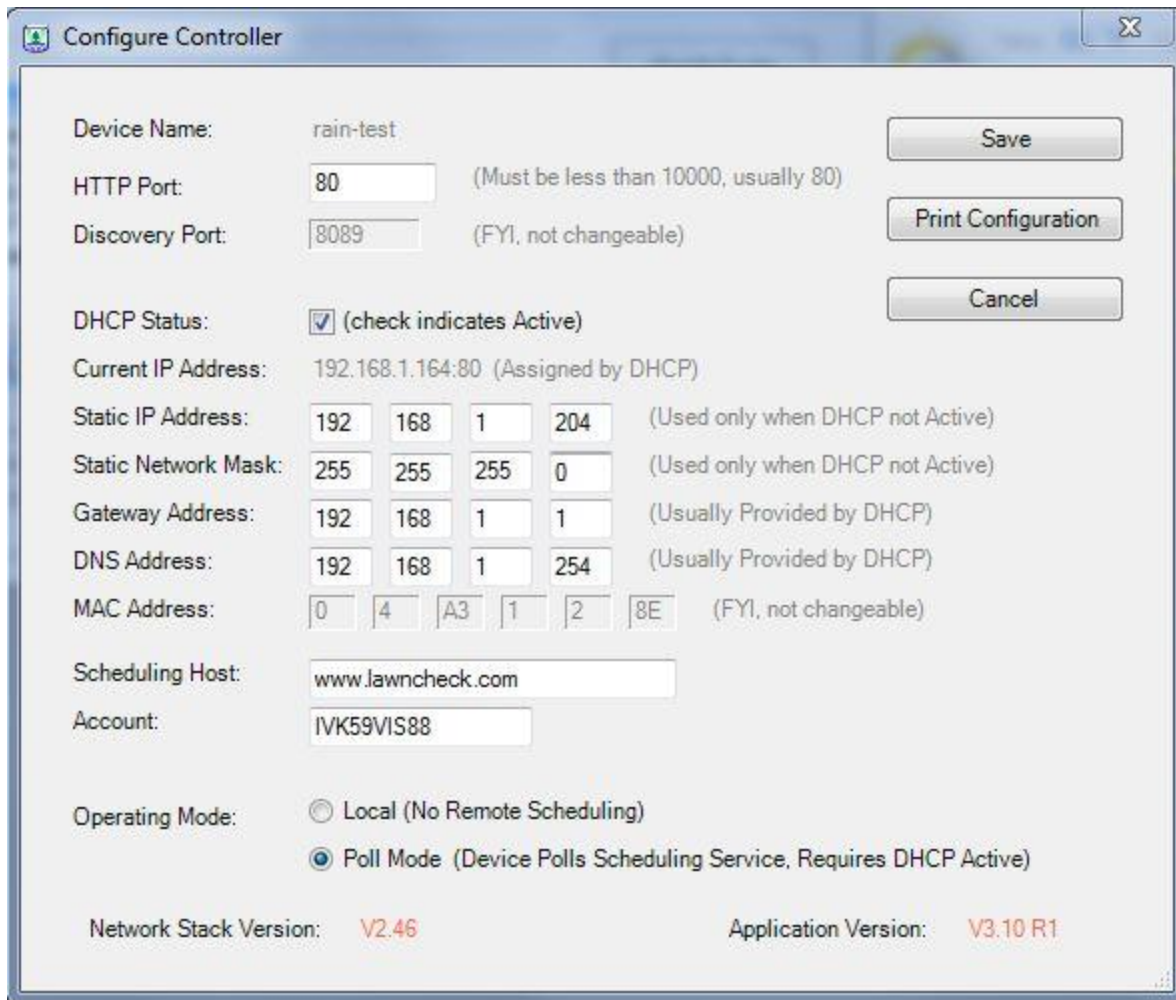 Configure Controller
Device Name: rain-test
Save
HTTP Port: 80 (Must be less than 10000, usually 80)
Print Configuration
Discovery Port: 8089 (FYI, not changeable)
Cancel
DHCP Status: (check indicates Active)
Current IP Address: 192.168.1.164:80 (Assigned by DHCP)
Static IP Address: 192 168 1 204 (Used only when DHCP not Active)
Static Network Mask: 255 255 255 0 (Used only when DHCP not Active)
Gateway Address: 192 168 1 1 (Usually Provided by DHCP)
DNS Address: 192 168 1 254 (Usually Provided by DHCP)
MAC Address: 0 4 A3 1 2 8E (FYI, not changeable)
Scheduling Host: www.lawncheck.com
Account: IVK59VIS88
Operating Mode: Local (No Remote Scheduling)
Poll Mode (Device Polls Scheduling Service, Requires DHCP Active)
Network Stack Version: V2.46 Application Version: V3.10 R1